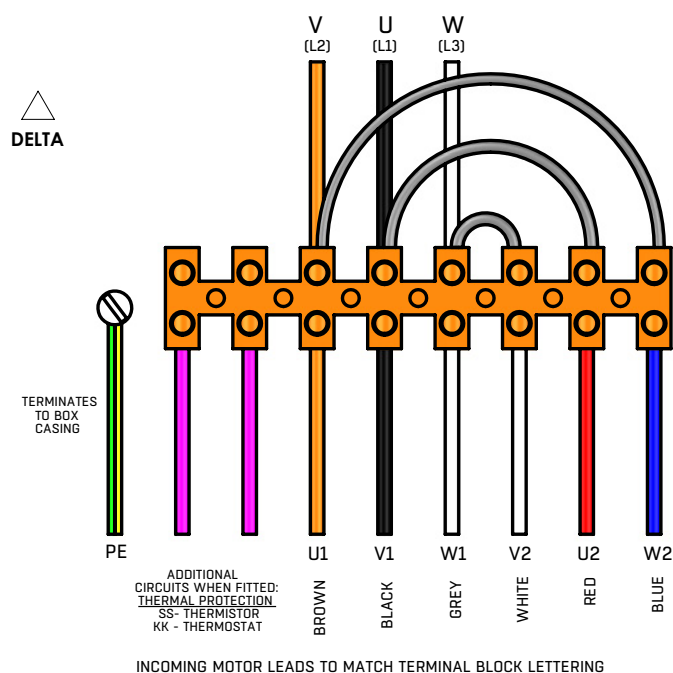 V U W
(L2) (L1) (L3)
DELTA
TERMINATES
TO BOX
CASING
PE U1 V1 W1 V2 U2 W2
ADDITIONAL
CIRCUITS WHEN FITTED:
THERMAL PROTECTION
SS- THERMISTOR
KK - THERMOSTAT
BROWN
BLACK
GREY
WHITE
RED
BLUE
INCOMING MOTOR LEADS TO MATCH TERMINAL BLOCK LETTERING